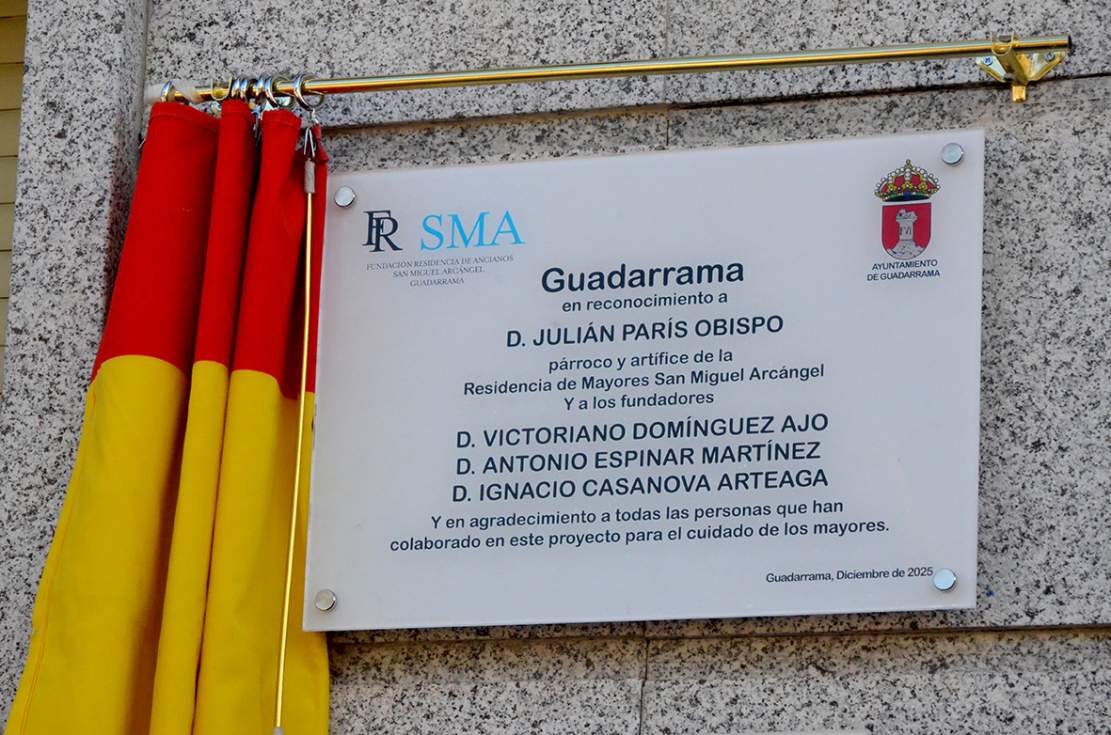 FR SMA
FUNDACIÓN RESIDENCIA DE ANCIANOS
SAN MIGUEL ARCÁNGEL
GUADARRAMA
AYUNTAMIENTO
DE GUADARRAMA
Guadarrama
en reconocimiento a
D. JULIÁN PARÍS OBISPO
párroco y artífice de la
Residencia de Mayores San Miguel Arcángel
Y a los fundadores
D. VICTORIANO DOMÍNGUEZ AJO
D. ANTONIO ESPINAR MARTÍNEZ
D. IGNACIO CASANOVA ARTEAGA
Y en agradecimiento a todas las personas que han
colaborado en este proyecto para el cuidado de los mayores.
Guadarrama, Diciembre de 2025